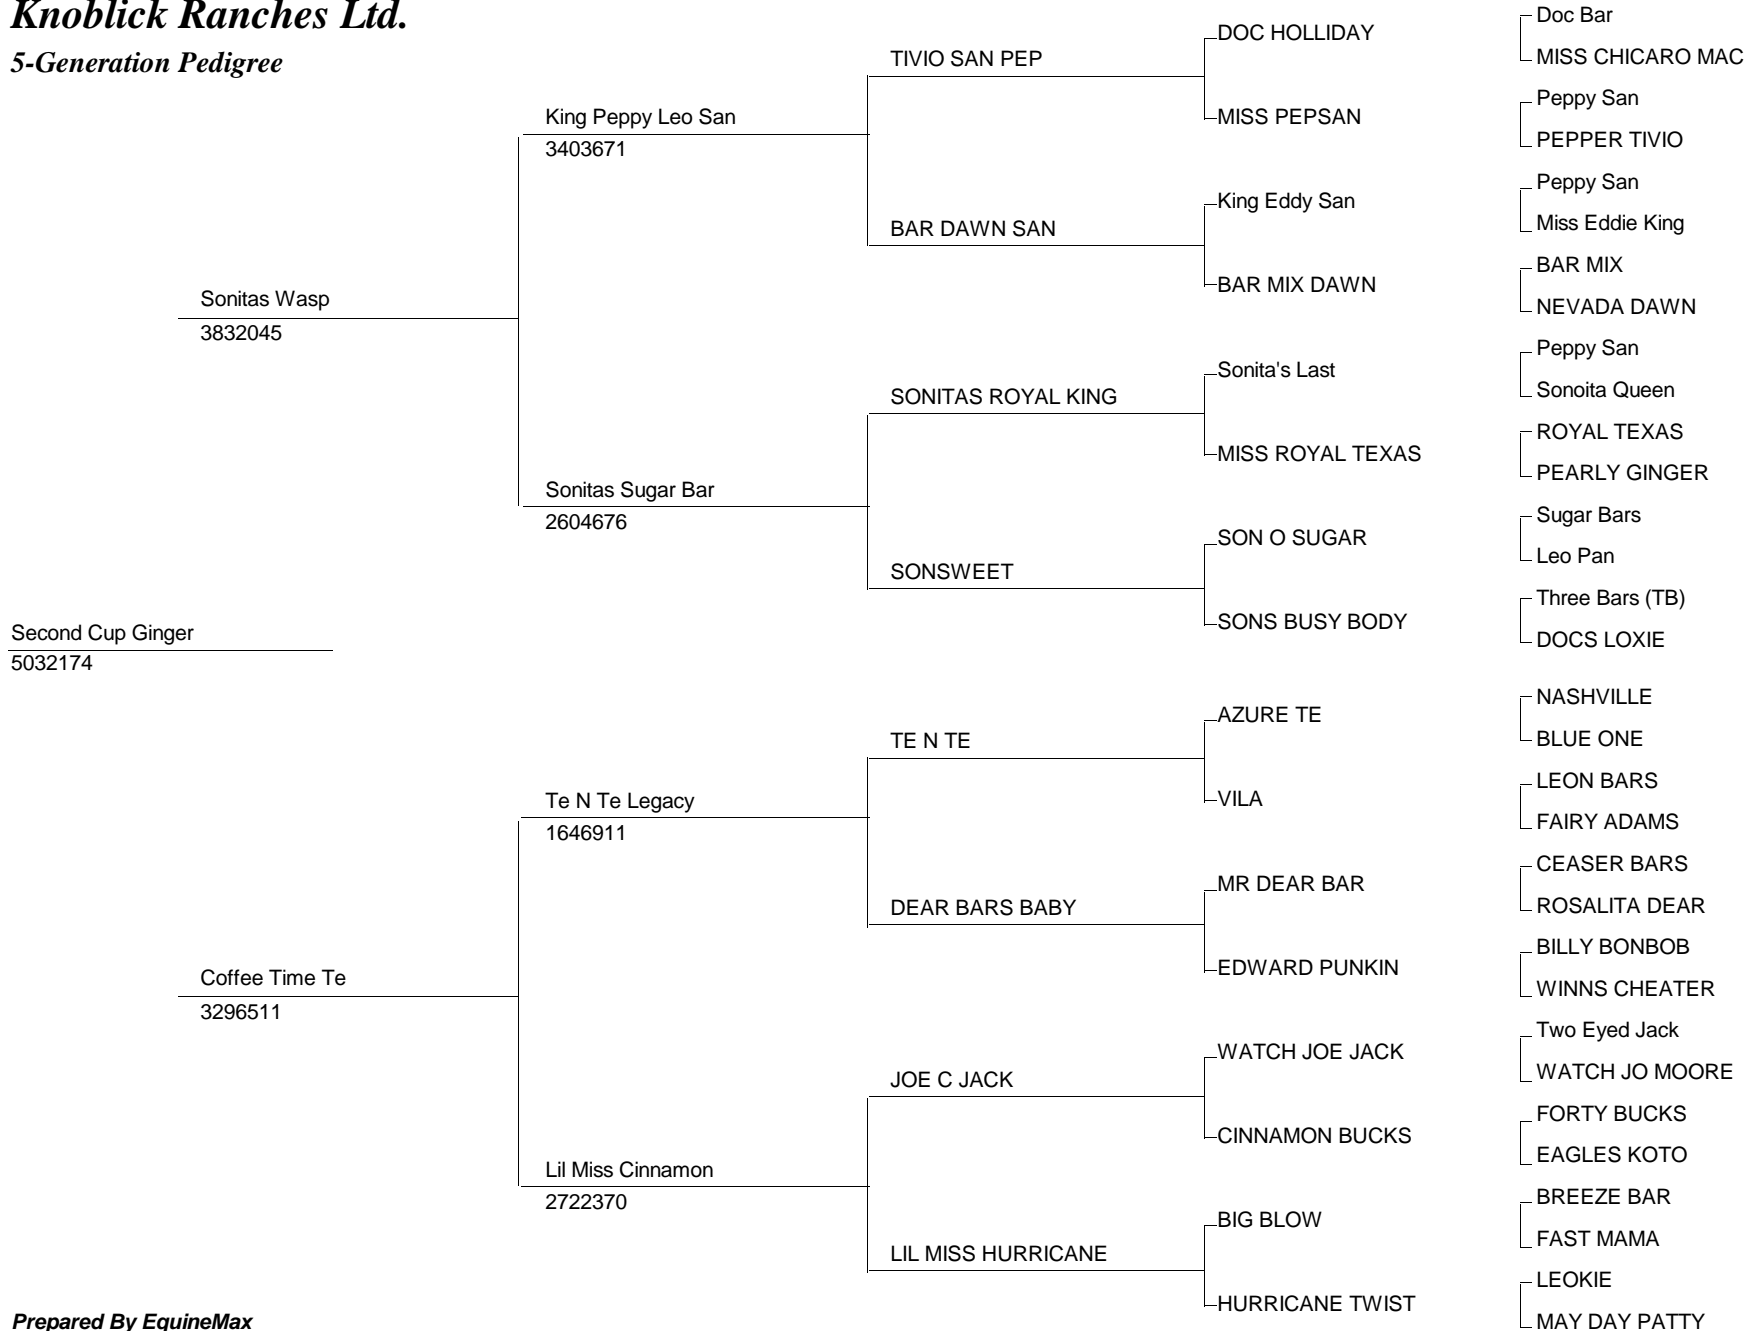 Knoblick Ranches Ltd.
5-Generation Pedigree
Second Cup Ginger
5032174
Sonitas Wasp
3832045
Coffee Time Te
3296511
King Peppy Leo San
3403671
Sonitas Sugar Bar
2604676
Te N Te Legacy
1646911
Lil Miss Cinnamon
2722370
TIVIO SAN PEP
BAR DAWN SAN
SONITAS ROYAL KING
SONSWEET
TE N TE
DEAR BARS BABY
JOE C JACK
LIL MISS HURRICANE
DOC HOLLIDAY
MISS PEPSAN
King Eddy San
BAR MIX DAWN
Sonita's Last
MISS ROYAL TEXAS
SON O SUGAR
SONS BUSY BODY
AZURE TE
VILA
MR DEAR BAR
EDWARD PUNKIN
WATCH JOE JACK
CINNAMON BUCKS
BIG BLOW
HURRICANE TWIST
Doc Bar
MISS CHICARO MAC
Peppy San
PEPPER TIVIO
Peppy San
Miss Eddie King
BAR MIX
NEVADA DAWN
Peppy San
Sonoita Queen
ROYAL TEXAS
PEARLY GINGER
Sugar Bars
Leo Pan
Three Bars (TB)
DOCS LOXIE
NASHVILLE
BLUE ONE
LEON BARS
FAIRY ADAMS
CEASER BARS
ROSALITA DEAR
BILLY BONBOB
WINNS CHEATER
Two Eyed Jack
WATCH JO MOORE
FORTY BUCKS
EAGLES KOTO
BREEZE BAR
FAST MAMA
LEOKIE
MAY DAY PATTY
Prepared By EquineMax